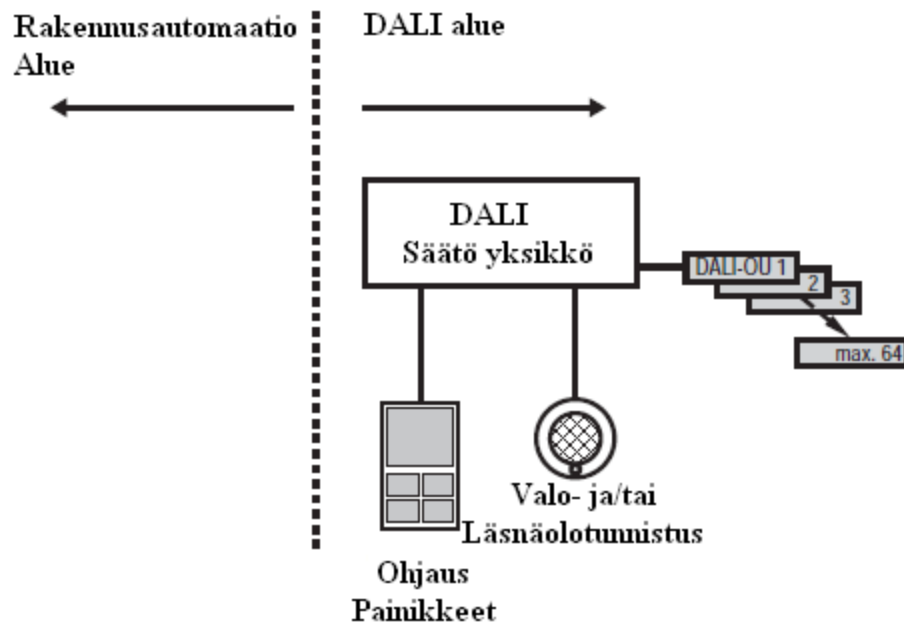 Rakennusautomaatio
Alue
DALI alue
DALI
Säätö yksikkö
DALI-OU 1
2
3
max. 64
Valo- ja/tai
Läsnäolotunnistus
Ohjaus
Painikkeet